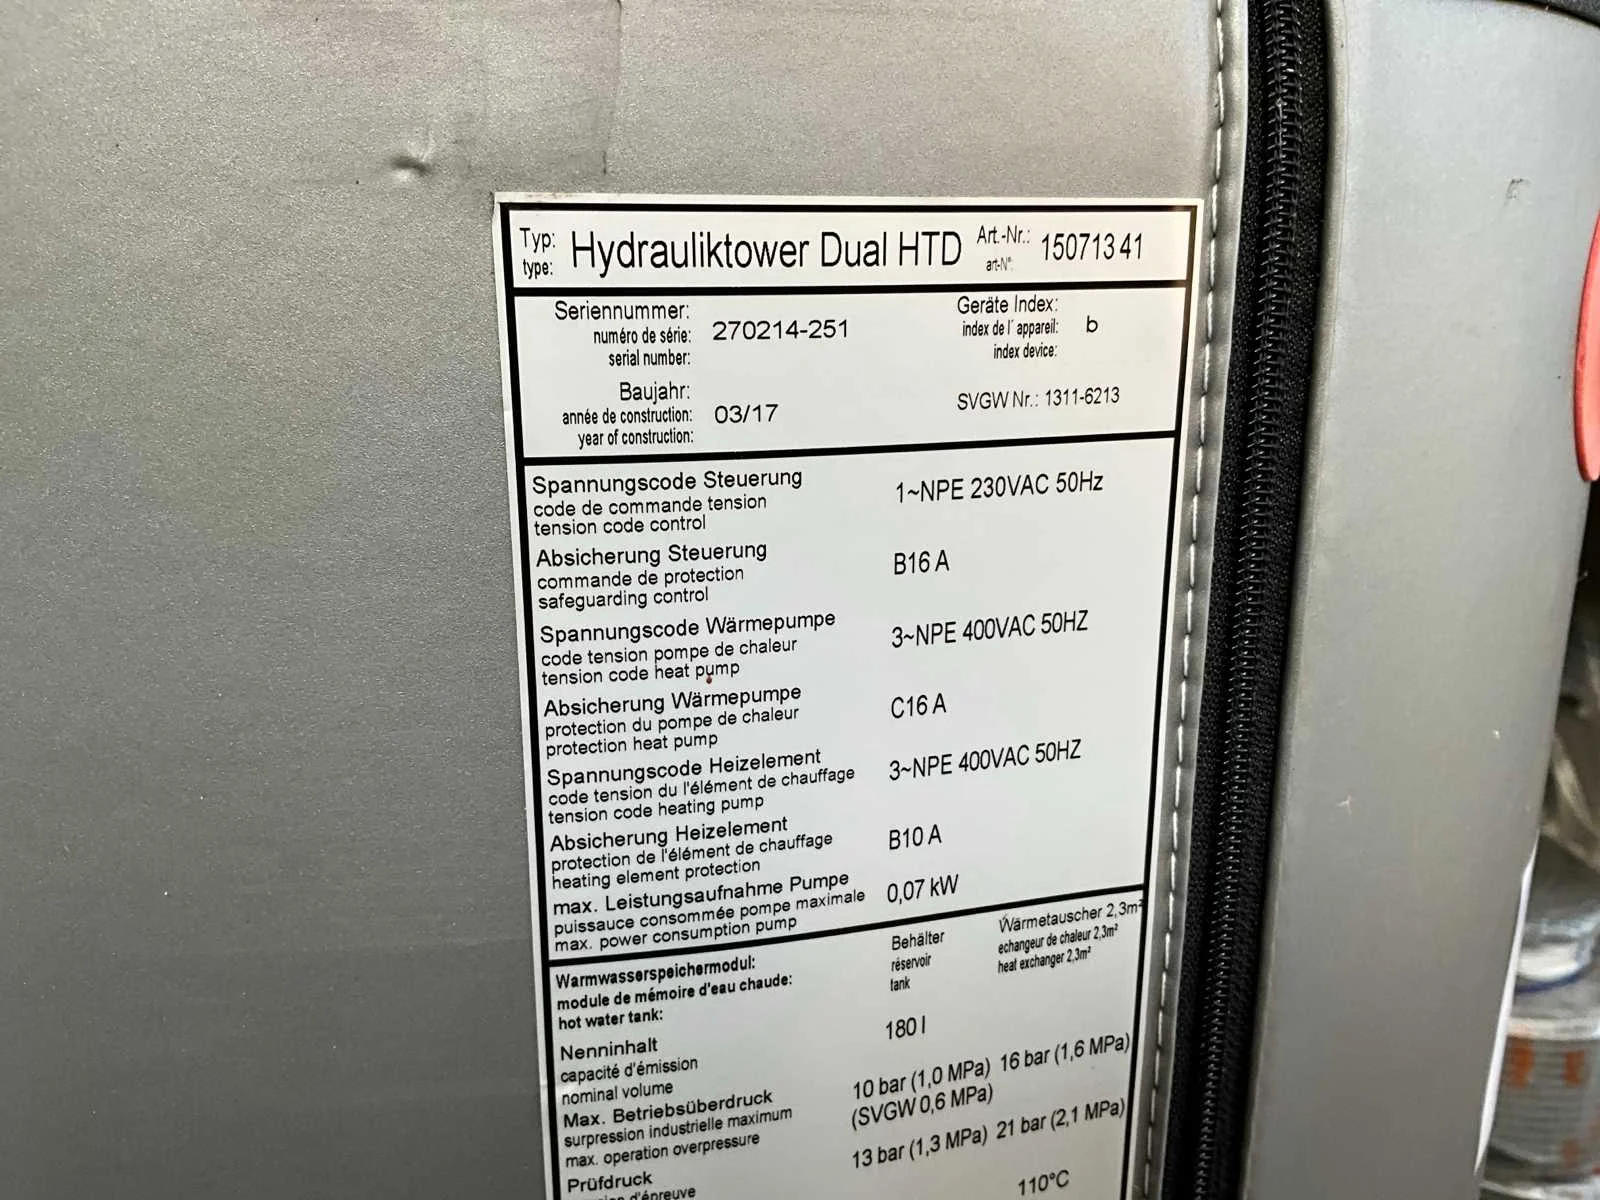 Typ: Hydrauliktower Dual HTD Art.-Nr.: 15071341
type: art-N°:
Seriennummer: Geräte Index:
numéro de série: 270214-251 index de l´ appareil: b
serial number: index device:
Baujahr: SVGW Nr.: 1311-6213
année de construction: 03/17
year of construction:
Spannungscode Steuerung 1~NPE 230VAC 50Hz
code de commande tension
tension code control
Absicherung Steuerung B16 A
commande de protection
safeguarding control
Spannungscode Wärmepumpe 3~NPE 400VAC 50HZ
code tension pompe de chaleur
tension code heat pump
Absicherung Wärmepumpe C16 A
protection du pompe de chaleur
protection heat pump
Spannungscode Heizelement 3~NPE 400VAC 50HZ
code tension du l'élément de chauffage
tension code heating pump
Absicherung Heizelement B10 A
protection de l'élément de chauffage
heating element protection
max. Leistungsaufnahme Pumpe 0,07 kW
puissauce consommée pompe maximale
max. power consumption pump
Warmwasserspeichermodul: Behälter Wärmetauscher 2,3m²
module de mémoire d'eau chaude: réservoir echangeur de chaleur 2,3m²
hot water tank: tank heat exchanger 2,3m²
Nenninhalt 180 l
capacité d'émission
nominal volume
Max. Betriebsüberdruck 10 bar (1,0 MPa) 16 bar (1,6 MPa)
surpression industrielle maximum (SVGW 0,6 MPa)
max. operation overpressure
Prüfdruck 13 bar (1,3 MPa) 21 bar (2,1 MPa)
d'épreuve
110°C